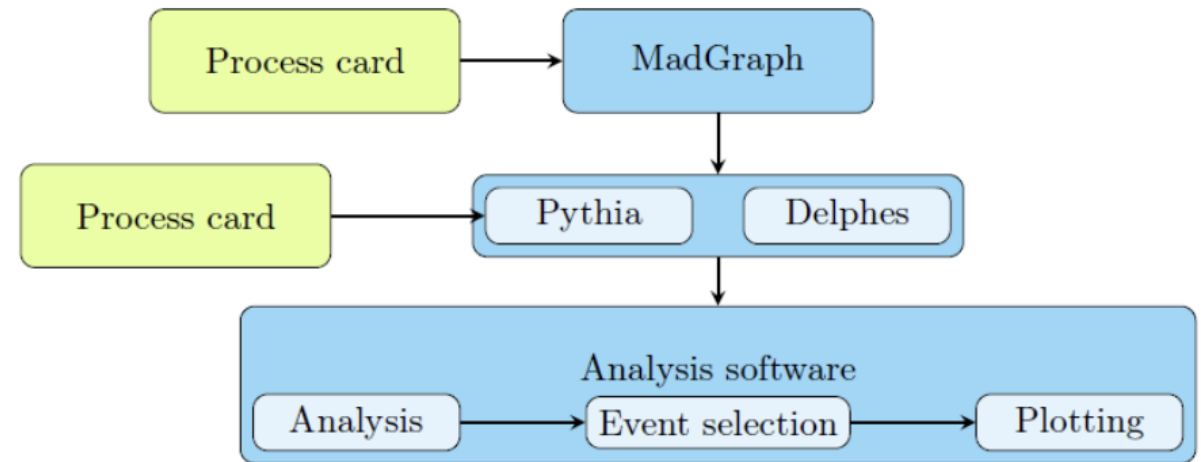 Process card
MadGraph
Process card
Pythia
Delphes
Analysis software
Analysis
Event selection
Plotting